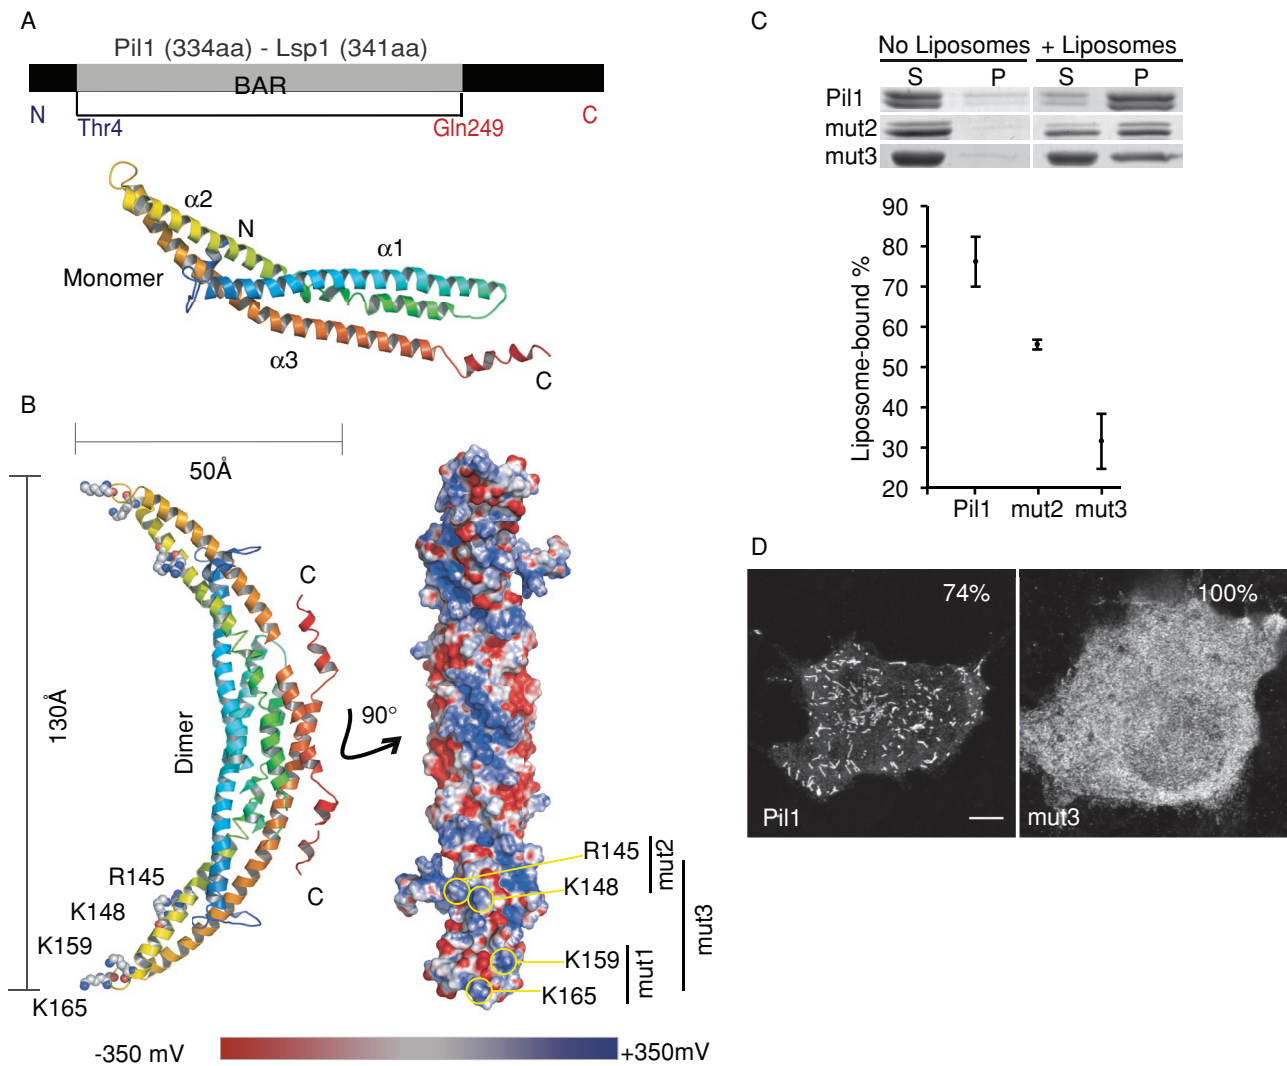 A
Pil1 (334aa) - Lsp1 (341aa)
BAR
N
Thr4
Gln249
C
α2
N
α1
Monomer
α3
C
B
50Å
130Å
Dimer
C
C
90°
R145
K148
K159
K165
R145
K148
mut2
K159
K165
mut1
mut3
-350 mV
+350mV
C
No Liposomes
+ Liposomes
S
P
S
P
Pil1
mut2
mut3
Liposome-bound %
90
80
70
60
50
40
30
20
Pil1
mut2
mut3
D
74%
Pil1
100%
mut3